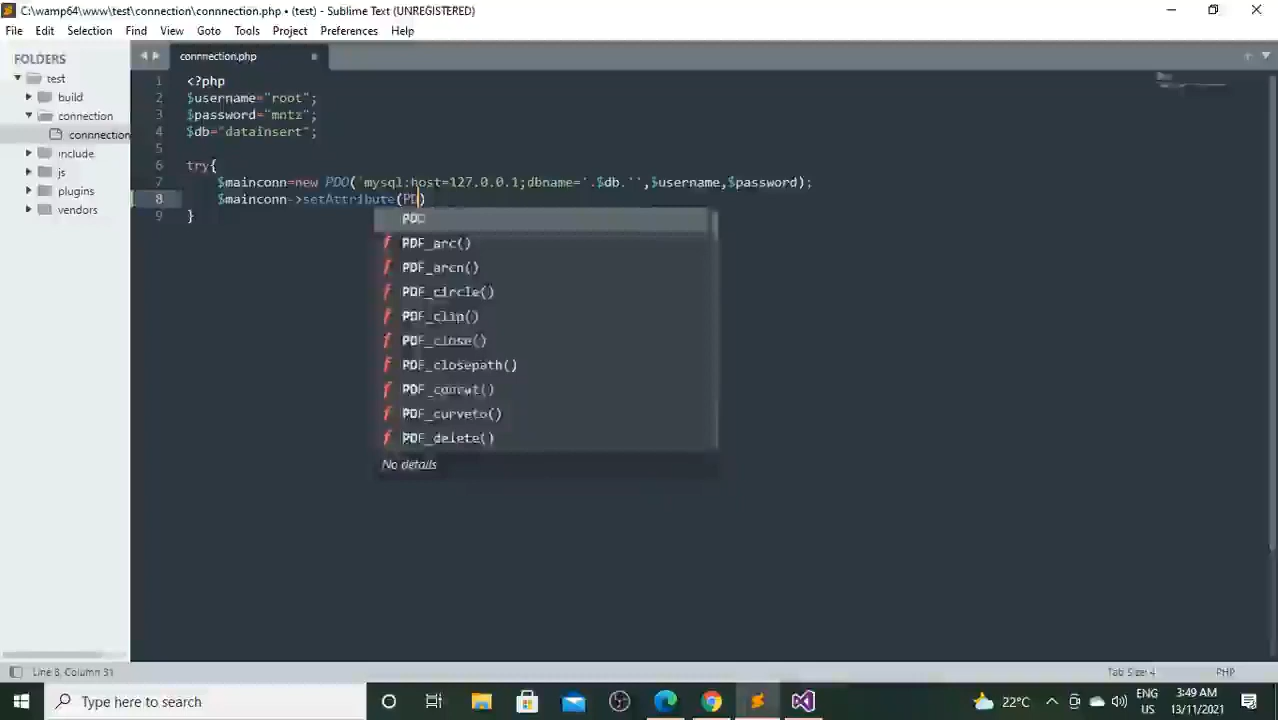 C:\wamp64\www\test\connection\connnection.php • (test) - Sublime Text (UNREGISTERED)
File Edit Selection Find View Goto Tools Project Preferences Help
FOLDERS
test
build
connection
connnection
include
js
plugins
vendors
connnection.php
1 <?php
2 $username="root";
3 $password="mntz";
4 $db="datainsert";
5
6 try{
7 $mainconn=new PDO(`mysql:host=127.0.0.1;dbname=`.$db.``,$username,$password);
8 $mainconn->setAttribute(PD)
9 }
PDO
f PDF_arc()
f PDF_arcn()
f PDF_circle()
f PDF_clip()
f PDF_close()
f PDF_closepath()
f PDF_concat()
f PDF_curveto()
f PDF_delete()
No details
Line 8, Column 31
Tab Size: 4
PHP
Type here to search
22°C
ENG
US
3:49 AM
13/11/2021